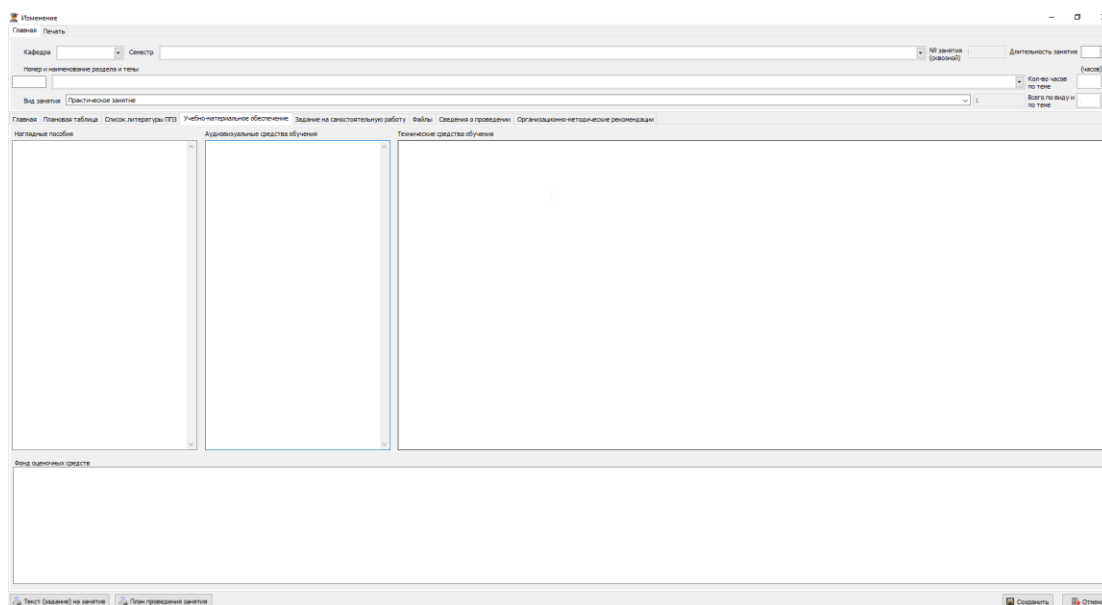 Изменение
Главная Печать
Кафедра Семестр № занятия (сквозной) Длительность занятия
Номер и наименование раздела и темы (часов)
Кол-во часов по теме
Вид занятия Практическое занятие 1 Всего по виду и по теме
Главная Плановая таблица Список литературы ППЗ Учебно-материальное обеспечение Задание на самостоятельную работу Файлы Сведения о проведении Организационно-методические рекомендации
Наглядные пособия Аудиовизуальные средства обучения Технические средства обучения
Фонд оценочных средств
Текст (задание) на занятие План проведения занятия Сохранить